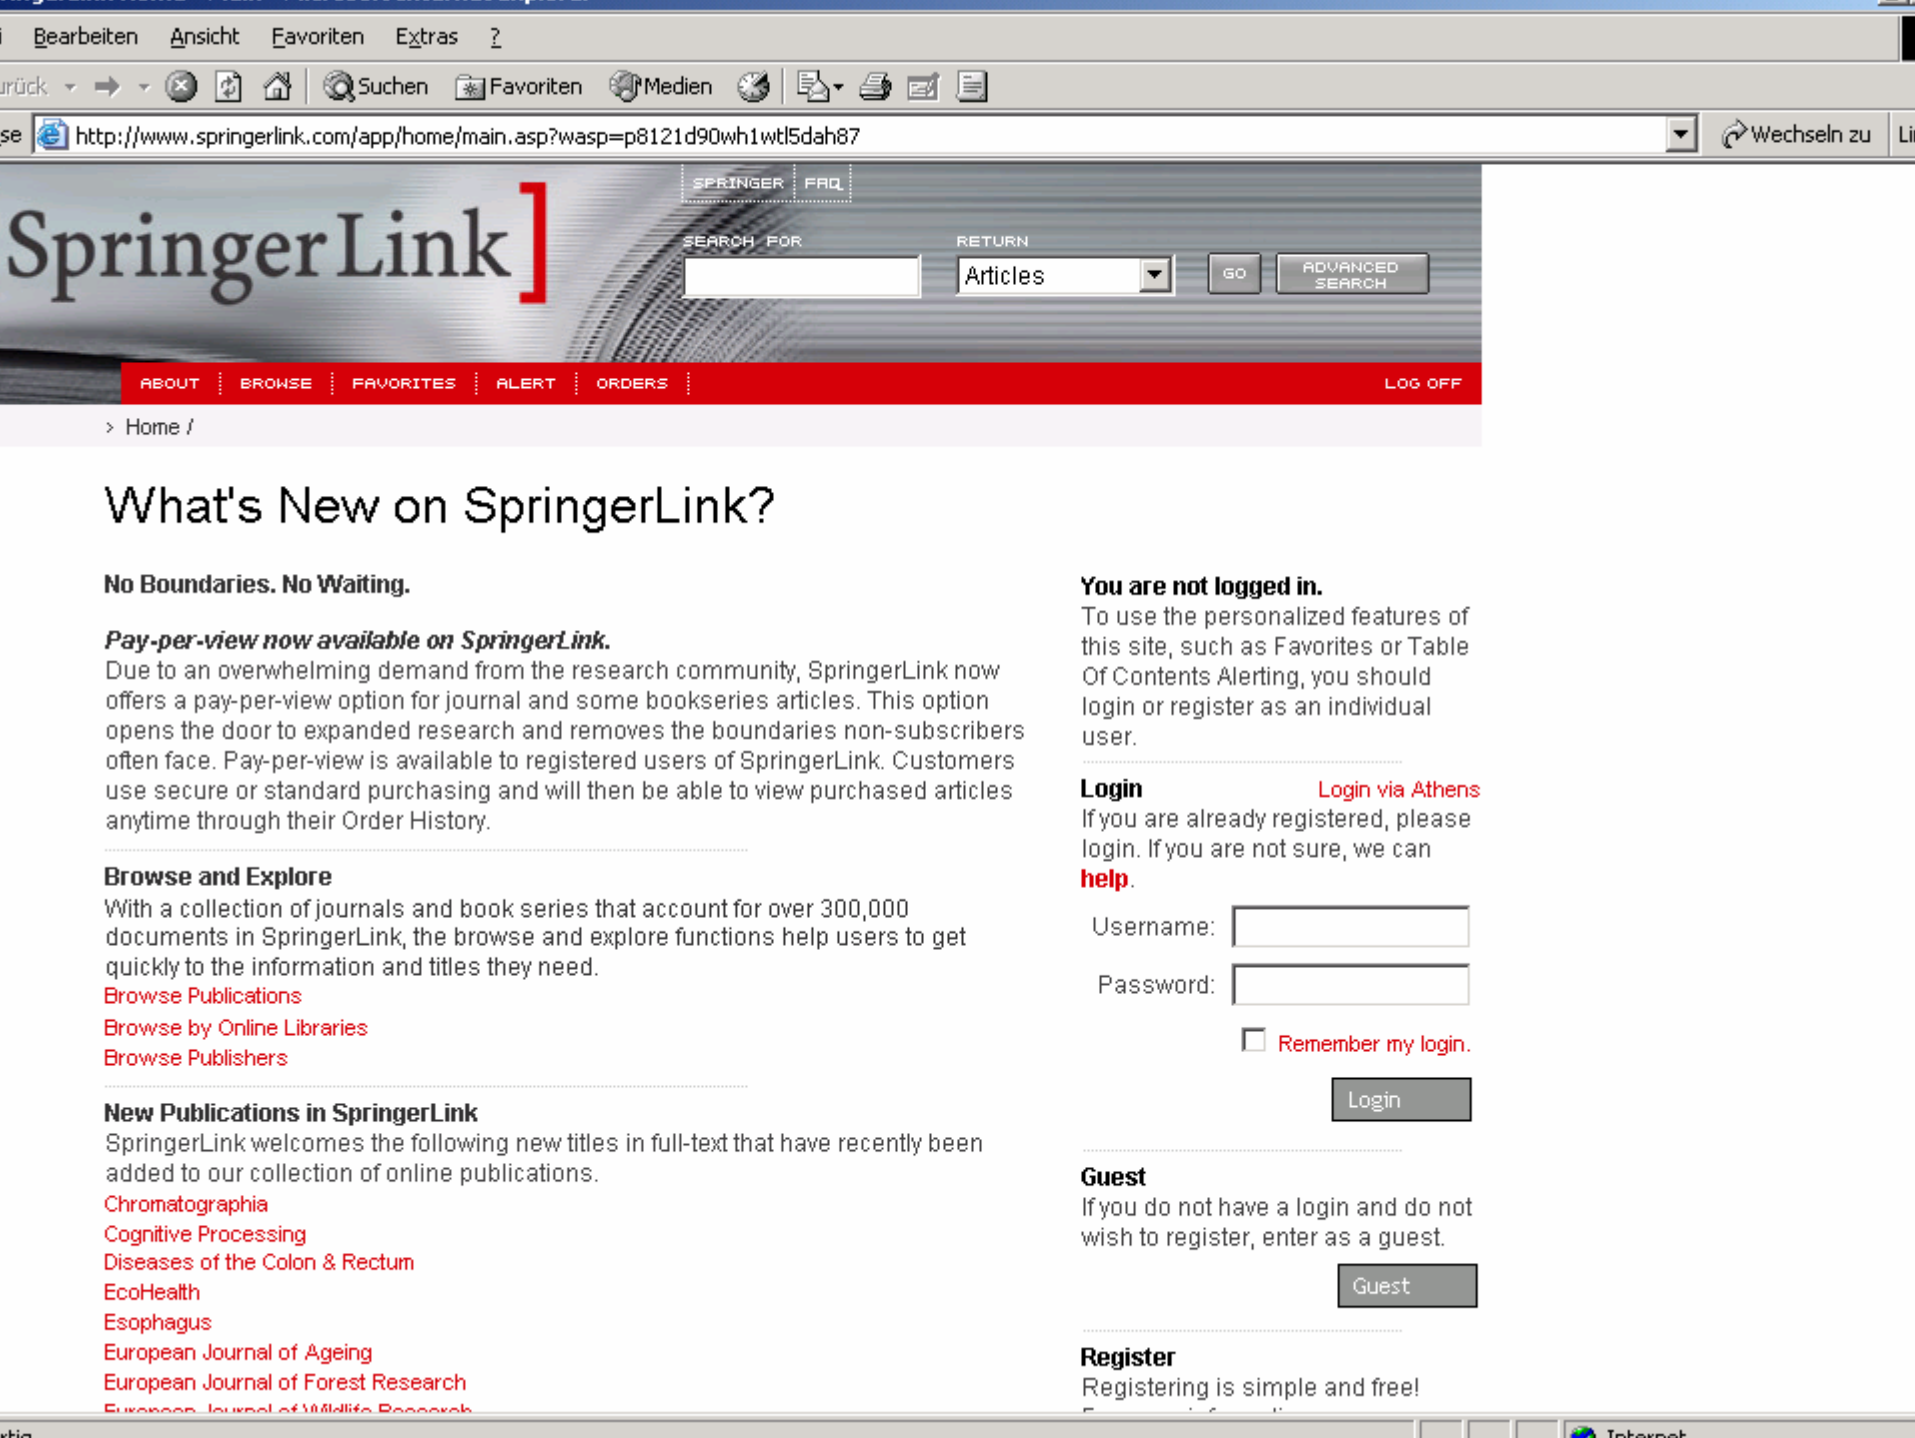 Bearbeiten Ansicht Favoriten Extras ?
Suchen Favoriten Medien
http://www.springerlink.com/app/home/main.asp?wasp=p8121d90wh1wtl5dah87 Wechseln zu
SPRINGER FAQ
SpringerLink]
SEARCH FOR RETURN
Articles GO ADVANCED SEARCH
ABOUT BROWSE FAVORITES ALERT ORDERS LOG OFF
> Home /
What's New on SpringerLink?
No Boundaries. No Waiting.
Pay-per-view now available on SpringerLink.
Due to an overwhelming demand from the research community, SpringerLink now
offers a pay-per-view option for journal and some bookseries articles. This option
opens the door to expanded research and removes the boundaries non-subscribers
often face. Pay-per-view is available to registered users of SpringerLink. Customers
use secure or standard purchasing and will then be able to view purchased articles
anytime through their Order History.
Browse and Explore
With a collection of journals and book series that account for over 300,000
documents in SpringerLink, the browse and explore functions help users to get
quickly to the information and titles they need.
Browse Publications
Browse by Online Libraries
Browse Publishers
New Publications in SpringerLink
SpringerLink welcomes the following new titles in full-text that have recently been
added to our collection of online publications.
Chromatographia
Cognitive Processing
Diseases of the Colon & Rectum
EcoHealth
Esophagus
European Journal of Ageing
European Journal of Forest Research
European Journal of Wildlife Research
You are not logged in.
To use the personalized features of
this site, such as Favorites or Table
Of Contents Alerting, you should
login or register as an individual
user.
Login Login via Athens
If you are already registered, please
login. If you are not sure, we can
help.
Username:
Password:
Remember my login.
Login
Guest
If you do not have a login and do not
wish to register, enter as a guest.
Guest
Register
Registering is simple and free!
Internet